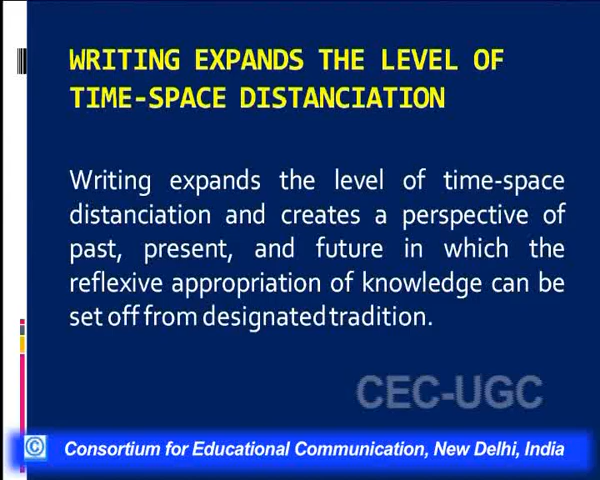 WRITING EXPANDS THE LEVEL OF
TIME-SPACE DISTANCIATION
Writing expands the level of time-space
distanciation and creates a perspective of
past, present, and future in which the
reflexive appropriation of knowledge can be
set off from designated tradition.
CEC-UGC
© Consortium for Educational Communication, New Delhi, India